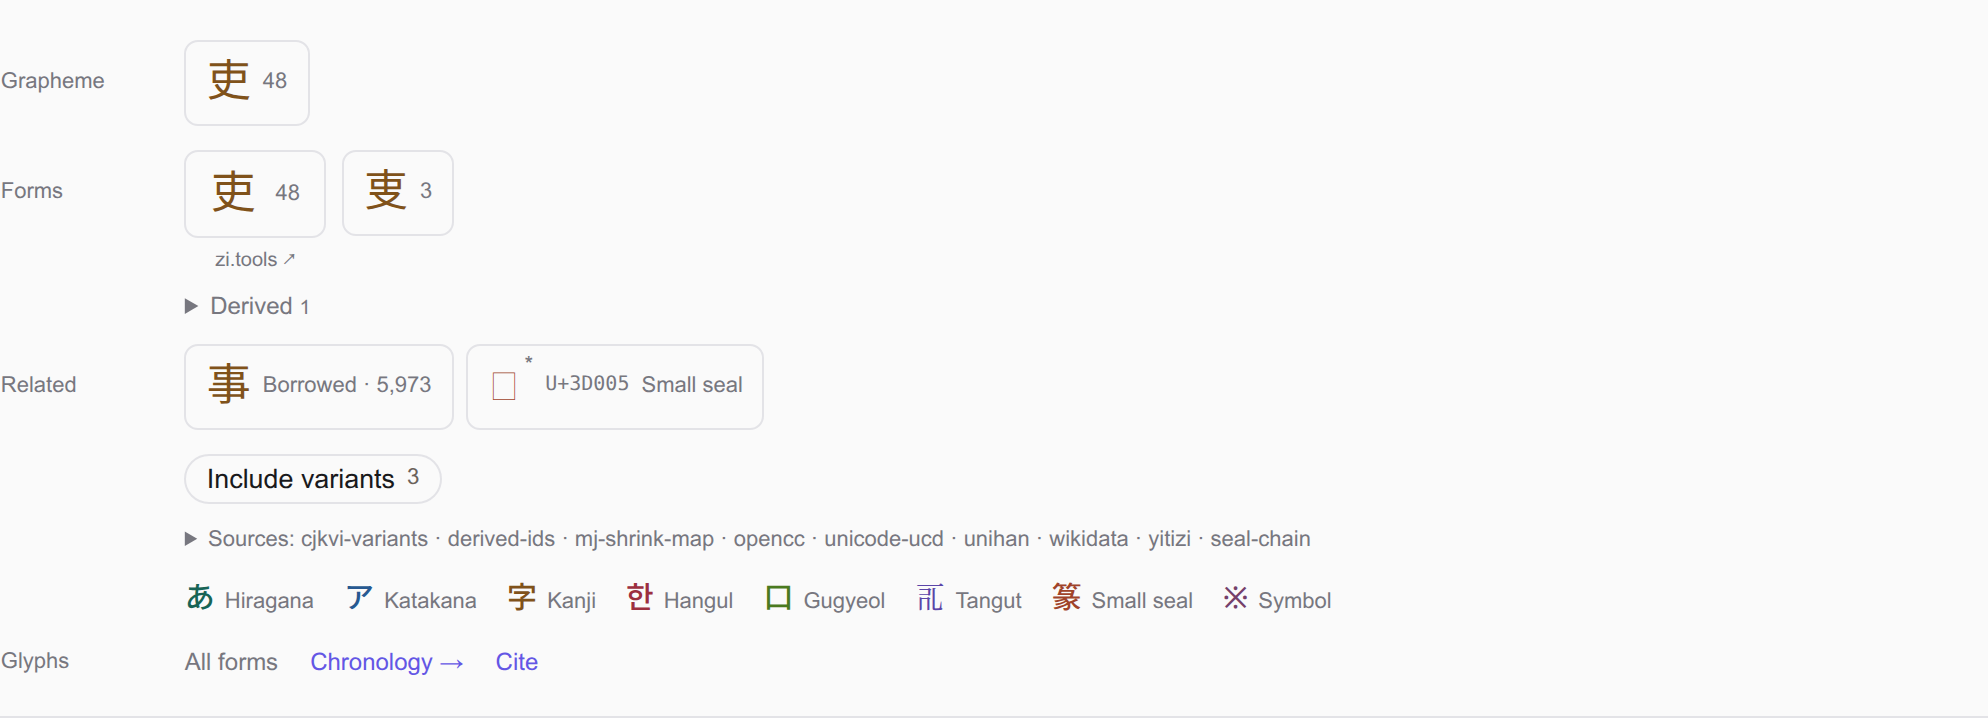 Grapheme 吏 48
Forms 吏 48 叓 3
zi.tools ↗
▶ Derived 1
Related 事 Borrowed · 5,973 * U+3D005 Small seal
Include variants 3
▶ Sources: cjkvi-variants · derived-ids · mj-shrink-map · opencc · unicode-ucd · unihan · wikidata · yitizi · seal-chain
あ Hiragana ア Katakana 字 Kanji 한 Hangul 口 Gugyeol Tangut 篆 Small seal ※ Symbol
Glyphs All forms Chronology → Cite